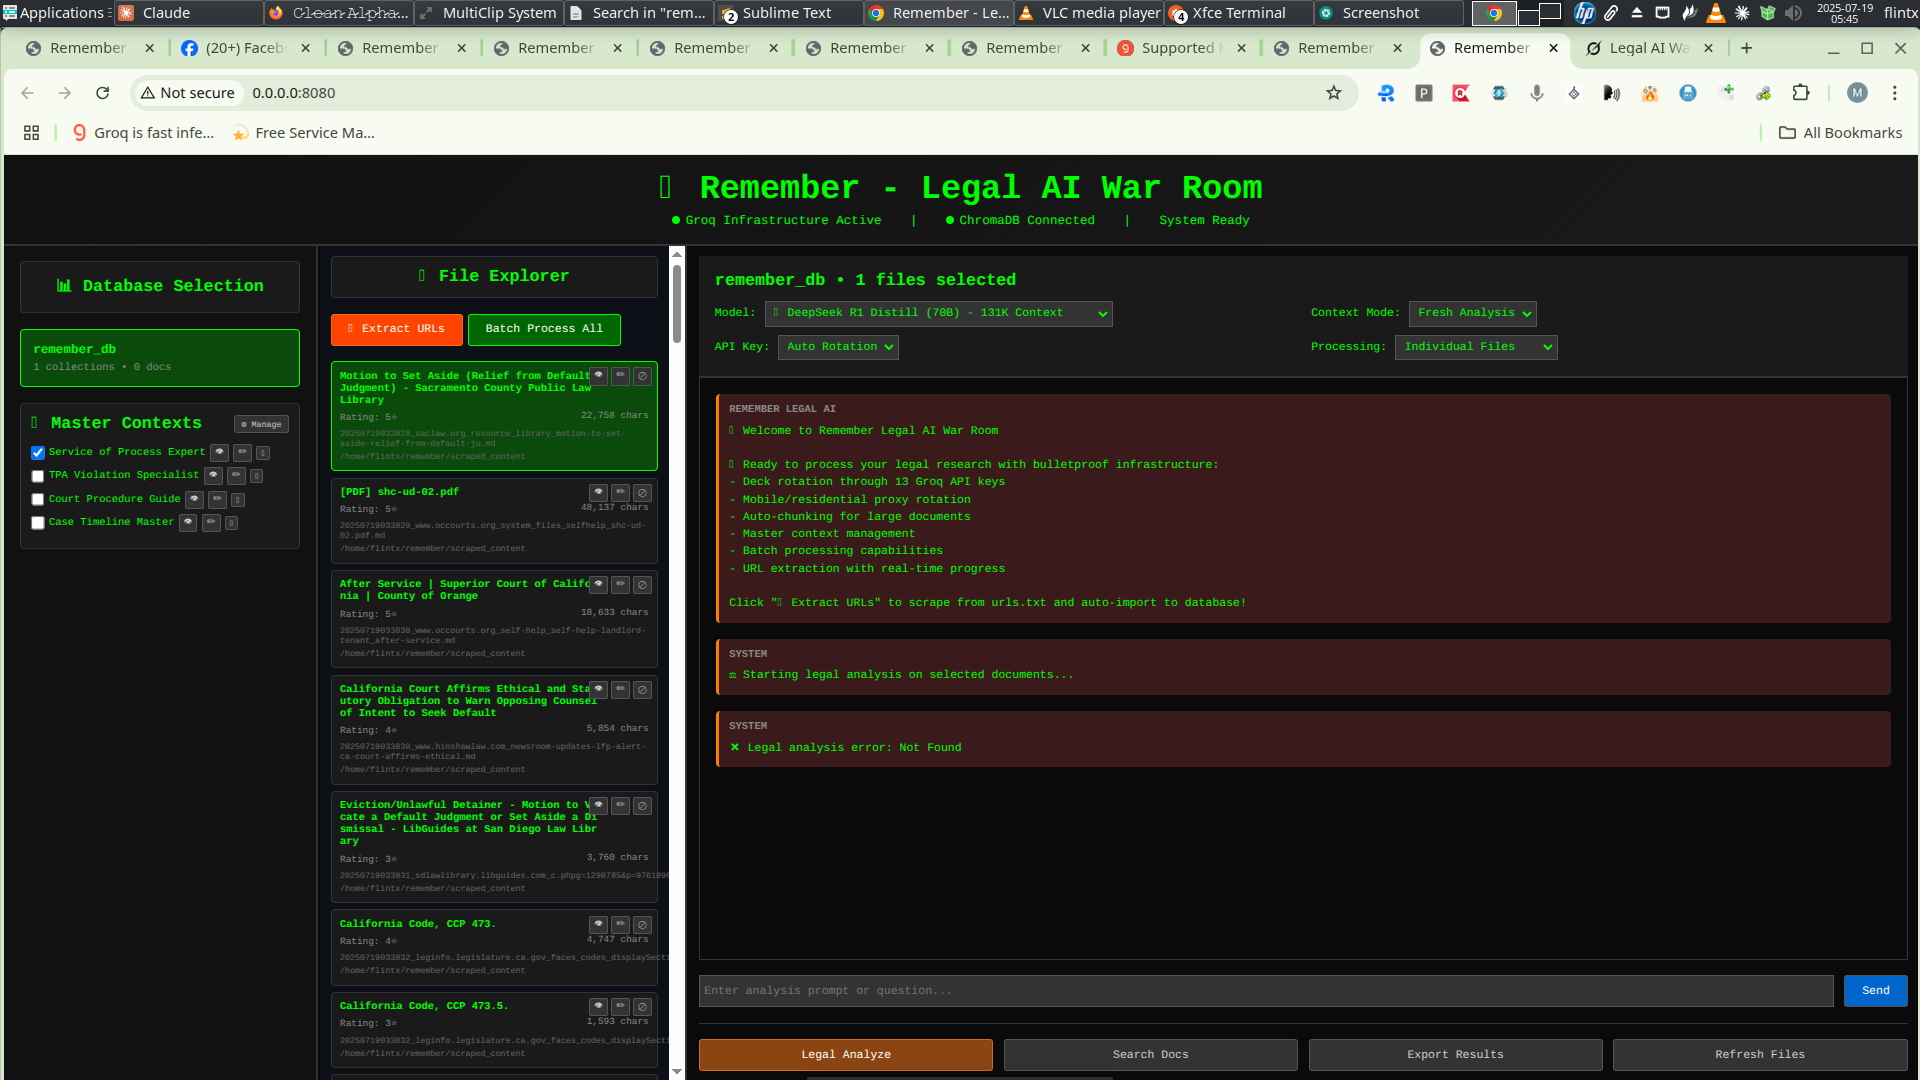 Applications
Claude
Clean Alpha...
MultiClip System
Search in "rem...
2 Sublime Text
Remember - Le...
VLC media player
4 Xfce Terminal
Screenshot
2025-07-19
05:45
flintx
Remember
(20+) Faceb
Remember
Remember
Remember
Remember
Remember
Supported
Remember
Remember
Legal AI Wa
Not secure
0.0.0.0:8080
Groq is fast infe...
Free Service Ma...
All Bookmarks
Remember - Legal AI War Room
Groq Infrastructure Active | ChromaDB Connected | System Ready
Database Selection
remember_db
1 collections • 0 docs
Master Contexts
Manage
Service of Process Expert
TPA Violation Specialist
Court Procedure Guide
Case Timeline Master
File Explorer
Extract URLs
Batch Process All
Motion to Set Aside (Relief from Default
Judgment) - Sacramento County Public Law
Library
Rating: 5☆
22,758 chars
20250719033828_saclaw.org_resource_library_motion-to-set-
aside-relief-from-default-ju.md
/home/flintx/remember/scraped_content
[PDF] shc-ud-02.pdf
Rating: 5☆
48,137 chars
20250719033829_www.occourts.org_system_files_selfhelp_shc-ud-
02.pdf.md
/home/flintx/remember/scraped_content
After Service | Superior Court of Califo
nia | County of Orange
Rating: 5☆
18,633 chars
20250719033830_www.occourts.org_self-help_self-help-landlord-
tenant_after-service.md
/home/flintx/remember/scraped_content
California Court Affirms Ethical and Sta
utory Obligation to Warn Opposing Counsel
of Intent to Seek Default
Rating: 4☆
5,854 chars
20250719033830_www.hinshawlaw.com_newsroom-updates-lfp-alert-
ca-court-affirms-ethical.md
/home/flintx/remember/scraped_content
Eviction/Unlawful Detainer - Motion to V
cate a Default Judgment or Set Aside a Di
smissal - LibGuides at San Diego Law Libr
ary
Rating: 3☆
3,760 chars
20250719033831_sdlawlibrary.libguides.com_c.phpg=1290785&p=9761896
/home/flintx/remember/scraped_content
California Code, CCP 473.
Rating: 4☆
4,747 chars
20250719033832_leginfo.legislature.ca.gov_faces_codes_displaySecti
/home/flintx/remember/scraped_content
California Code, CCP 473.5.
Rating: 3☆
1,593 chars
20250719033832_leginfo.legislature.ca.gov_faces_codes_displaySecti
/home/flintx/remember/scraped_content
remember_db • 1 files selected
Model: DeepSeek R1 Distill (70B) - 131K Context
Context Mode: Fresh Analysis
API Key: Auto Rotation
Processing: Individual Files
REMEMBER LEGAL AI
Welcome to Remember Legal AI War Room
Ready to process your legal research with bulletproof infrastructure:
- Deck rotation through 13 Groq API keys
- Mobile/residential proxy rotation
- Auto-chunking for large documents
- Master context management
- Batch processing capabilities
- URL extraction with real-time progress
Click " Extract URLs" to scrape from urls.txt and auto-import to database!
SYSTEM
Starting legal analysis on selected documents...
SYSTEM
Legal analysis error: Not Found
Enter analysis prompt or question...
Send
Legal Analyze
Search Docs
Export Results
Refresh Files